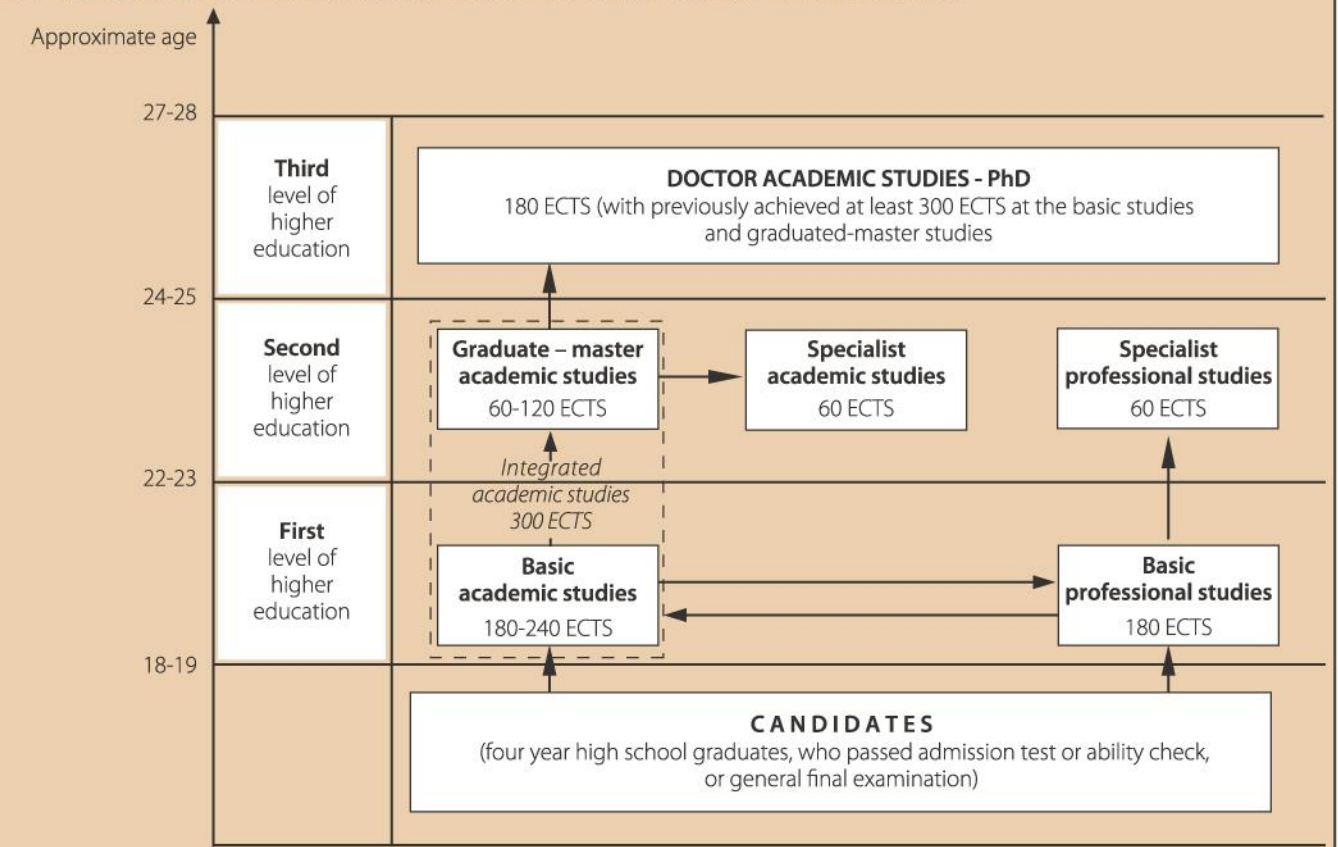 Approximate age
27-28
Third
level of
higher
education
DOCTOR ACADEMIC STUDIES - PhD
180 ECTS (with previously achieved at least 300 ECTS at the basic studies
and graduated-master studies
24-25
Second
level of
higher
education
Graduate – master
academic studies
60-120 ECTS
Specialist
academic studies
60 ECTS
Specialist
professional studies
60 ECTS
Integrated
academic studies
300 ECTS
22-23
First
level of
higher
education
Basic
academic studies
180-240 ECTS
Basic
professional studies
180 ECTS
18-19
CANDIDATES
(four year high school graduates, who passed admission test or ability check,
or general final examination)